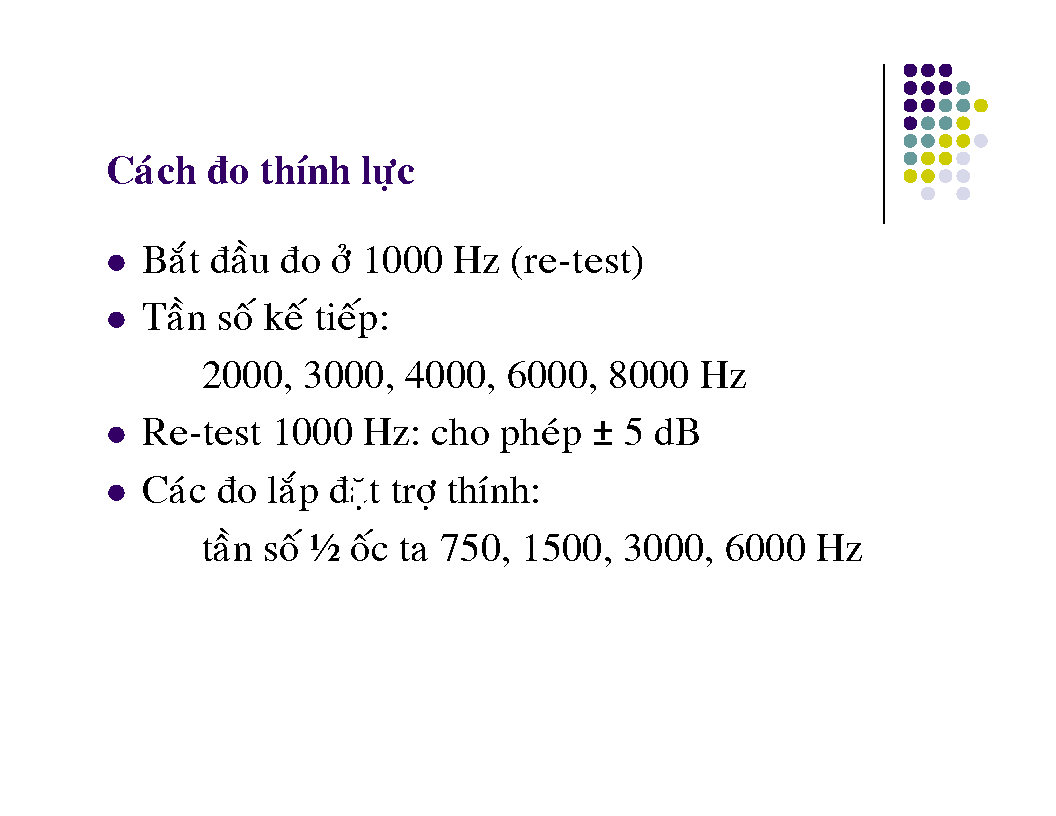 Cách đo thính lực
Bắt đầu đo ở 1000 Hz (re-test)
Tần số kế tiếp:
2000, 3000, 4000, 6000, 8000 Hz
Re-test 1000 Hz: cho phép ± 5 dB
Các đo lắp đặt trợ thính:
tần số ½ ốc ta 750, 1500, 3000, 6000 Hz